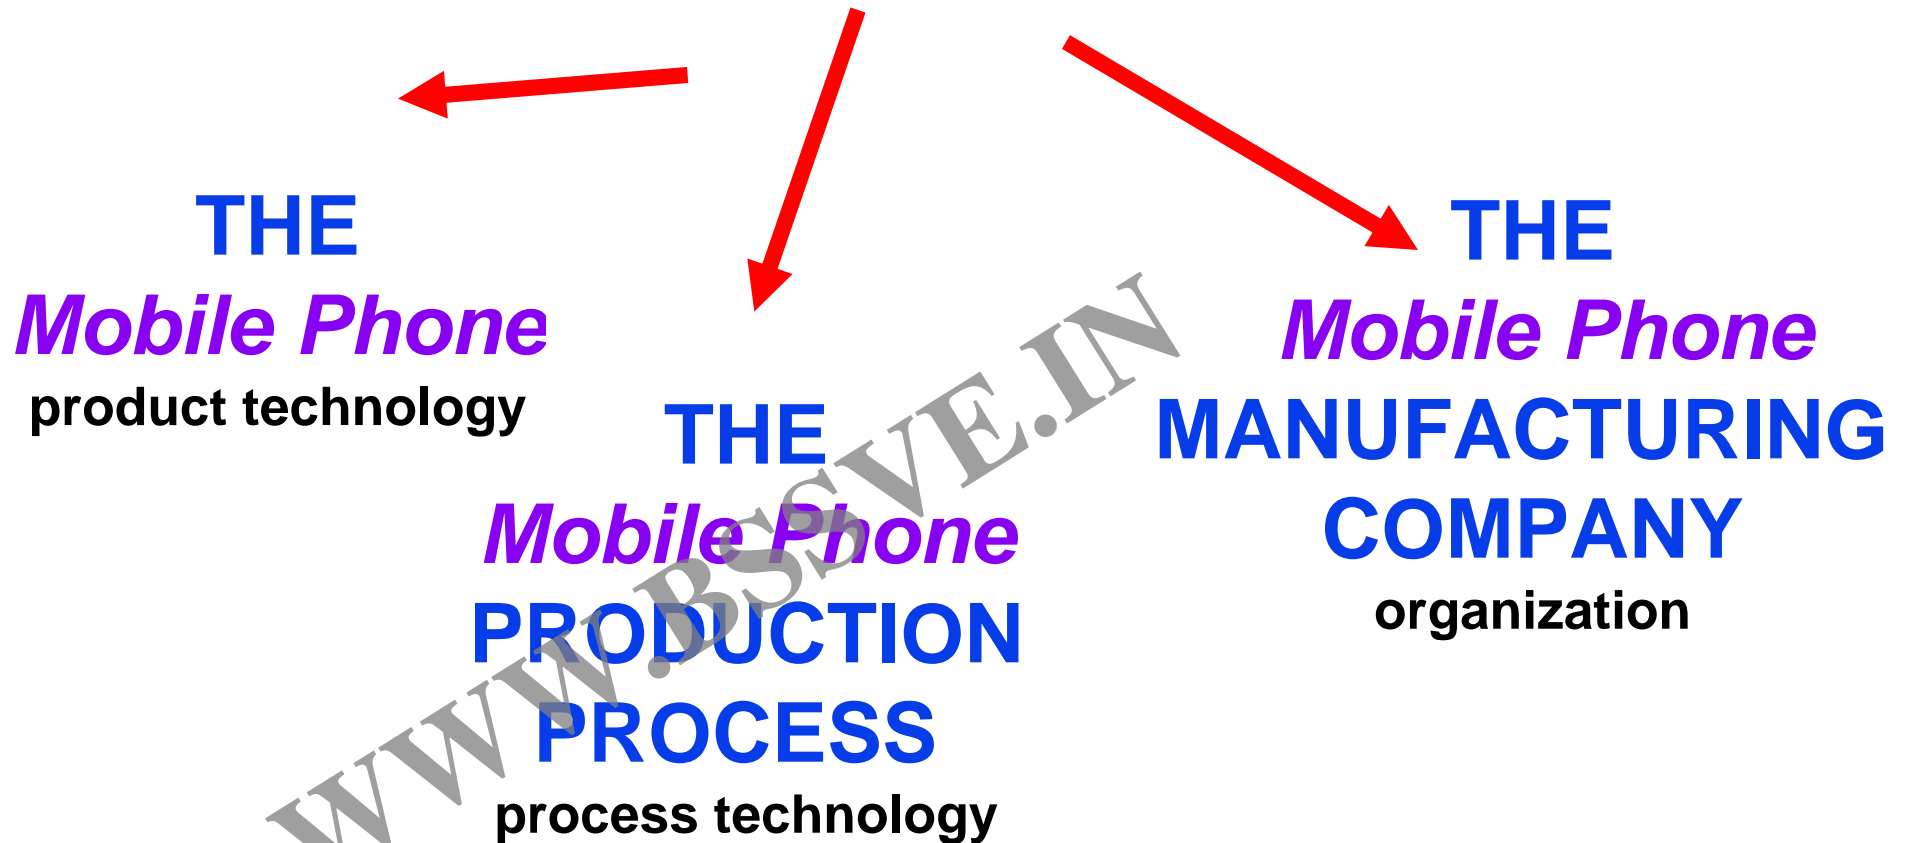 THE
Mobile Phone
product technology
THE
Mobile Phone
PRODUCTION
PROCESS
process technology
THE
Mobile Phone
MANUFACTURING
COMPANY
organization
WWW.BSSVE.IN